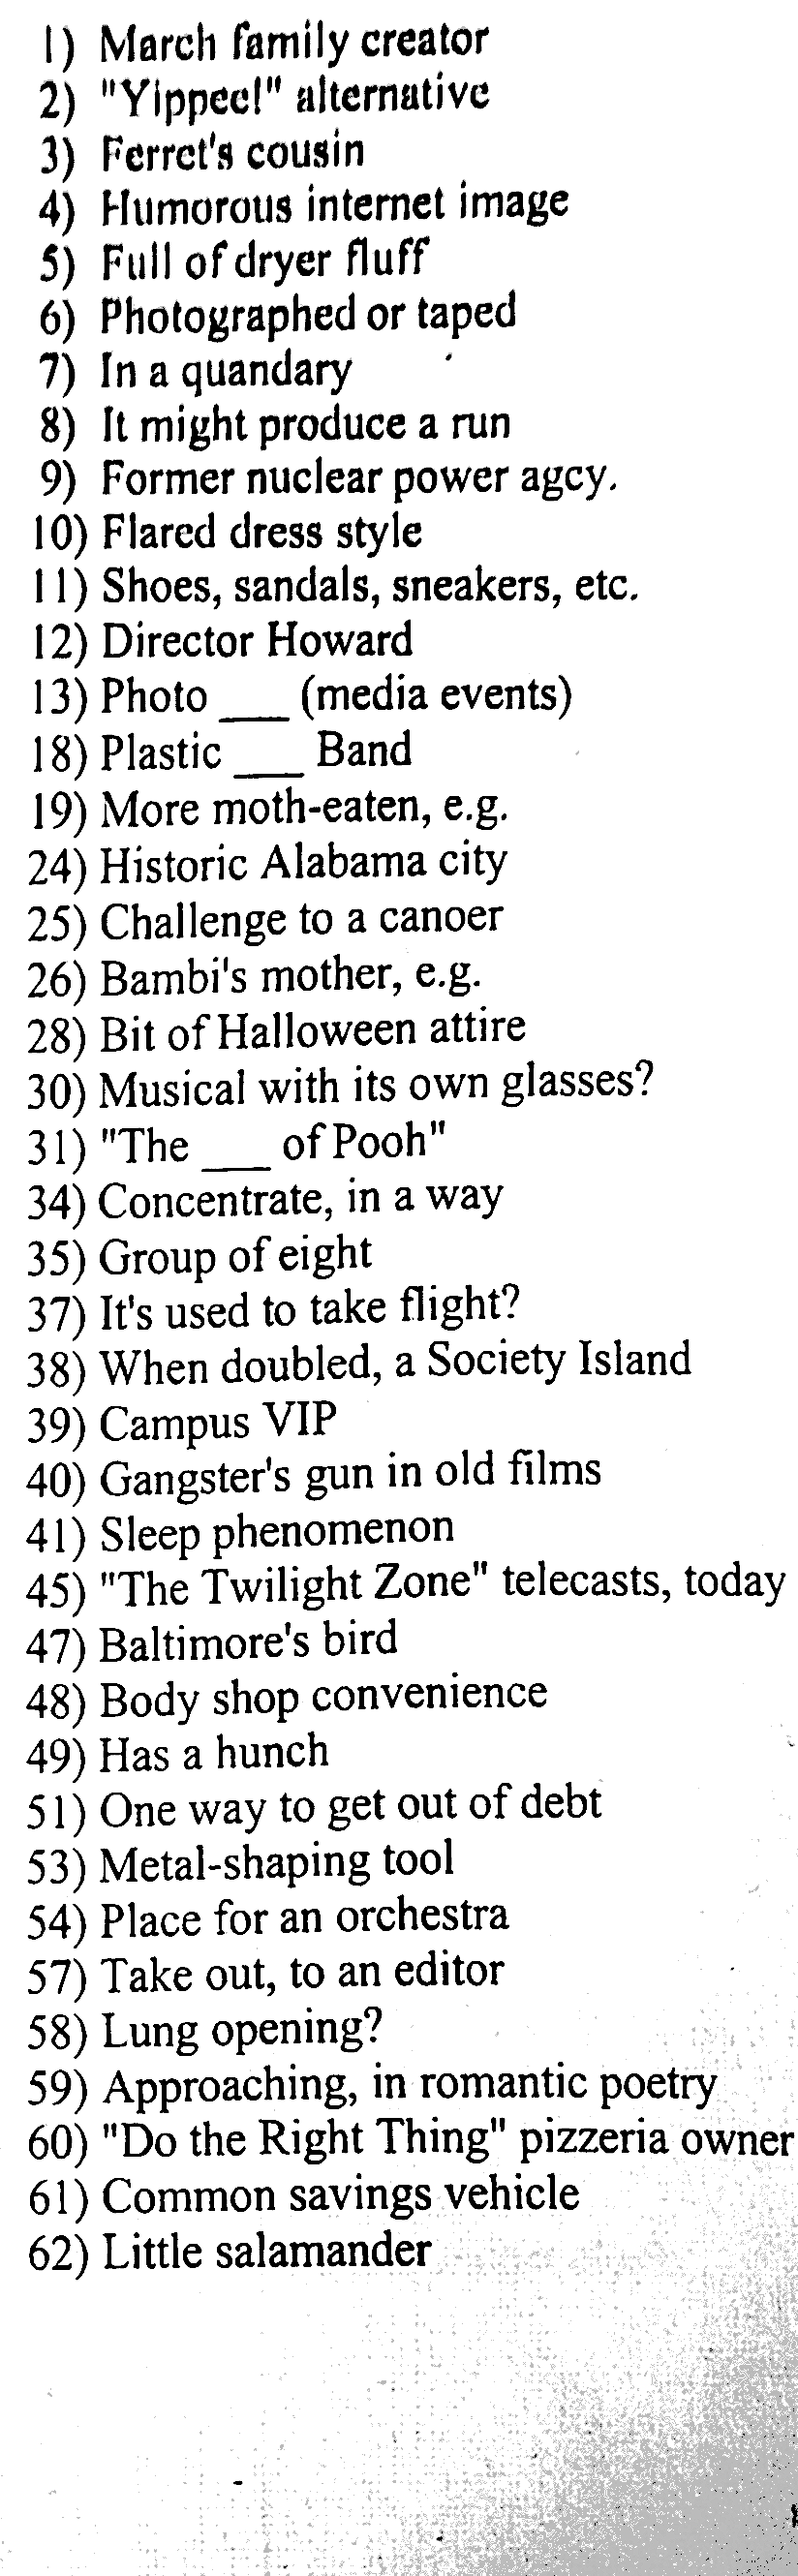 1) March family creator
2) "Yippee!" alternative
3) Ferret's cousin
4) Humorous internet image
5) Full of dryer fluff
6) Photographed or taped
7) In a quandary
8) It might produce a run
9) Former nuclear power agcy.
10) Flared dress style
11) Shoes, sandals, sneakers, etc.
12) Director Howard
13) Photo ___ (media events)
18) Plastic ___ Band
19) More moth-eaten, e.g.
24) Historic Alabama city
25) Challenge to a canoer
26) Bambi's mother, e.g.
28) Bit of Halloween attire
30) Musical with its own glasses?
31) "The ___ of Pooh"
34) Concentrate, in a way
35) Group of eight
37) It's used to take flight?
38) When doubled, a Society Island
39) Campus VIP
40) Gangster's gun in old films
41) Sleep phenomenon
45) "The Twilight Zone" telecasts, today
47) Baltimore's bird
48) Body shop convenience
49) Has a hunch
51) One way to get out of debt
53) Metal-shaping tool
54) Place for an orchestra
57) Take out, to an editor
58) Lung opening?
59) Approaching, in romantic poetry
60) "Do the Right Thing" pizzeria owner
61) Common savings vehicle
62) Little salamander